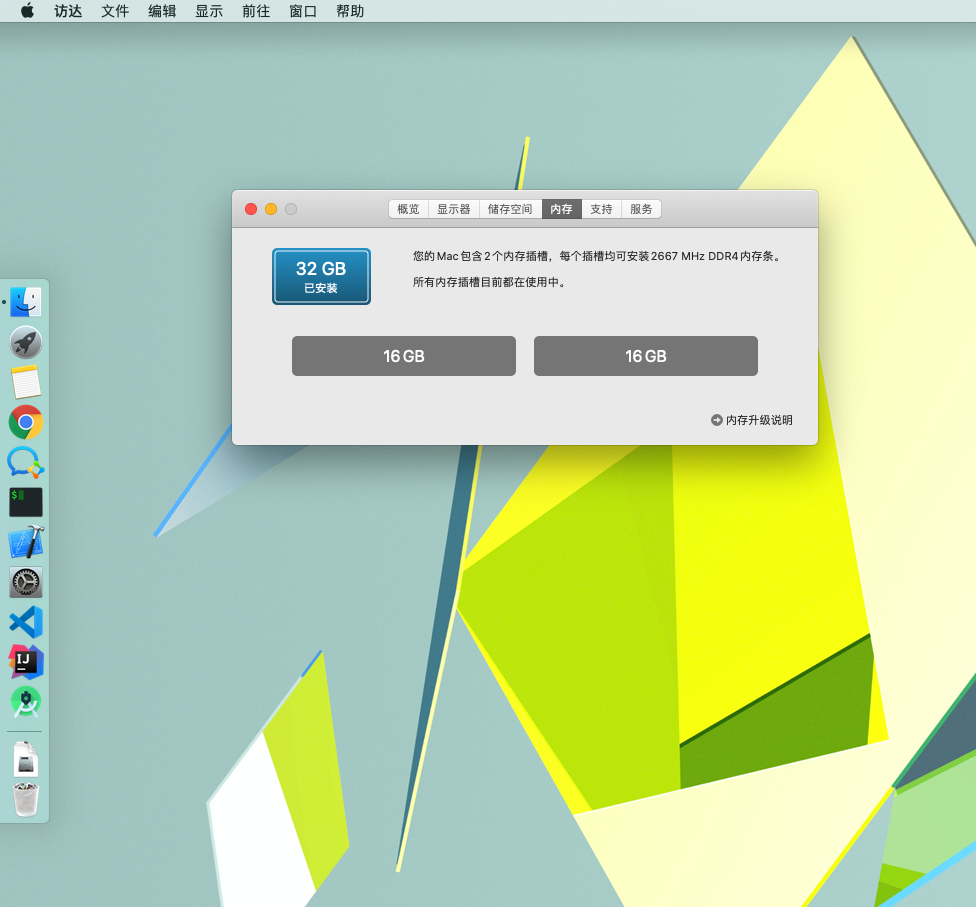 访达 文件 编辑 显示 前往 窗口 帮助
概览 显示器 储存空间 内存 支持 服务
32 GB
已安装
您的 Mac 包含 2 个内存插槽，每个插槽均可安装 2667 MHz DDR4 内存条。
所有内存插槽目前都在使用中。
16 GB 16 GB
内存升级说明
$
IJ